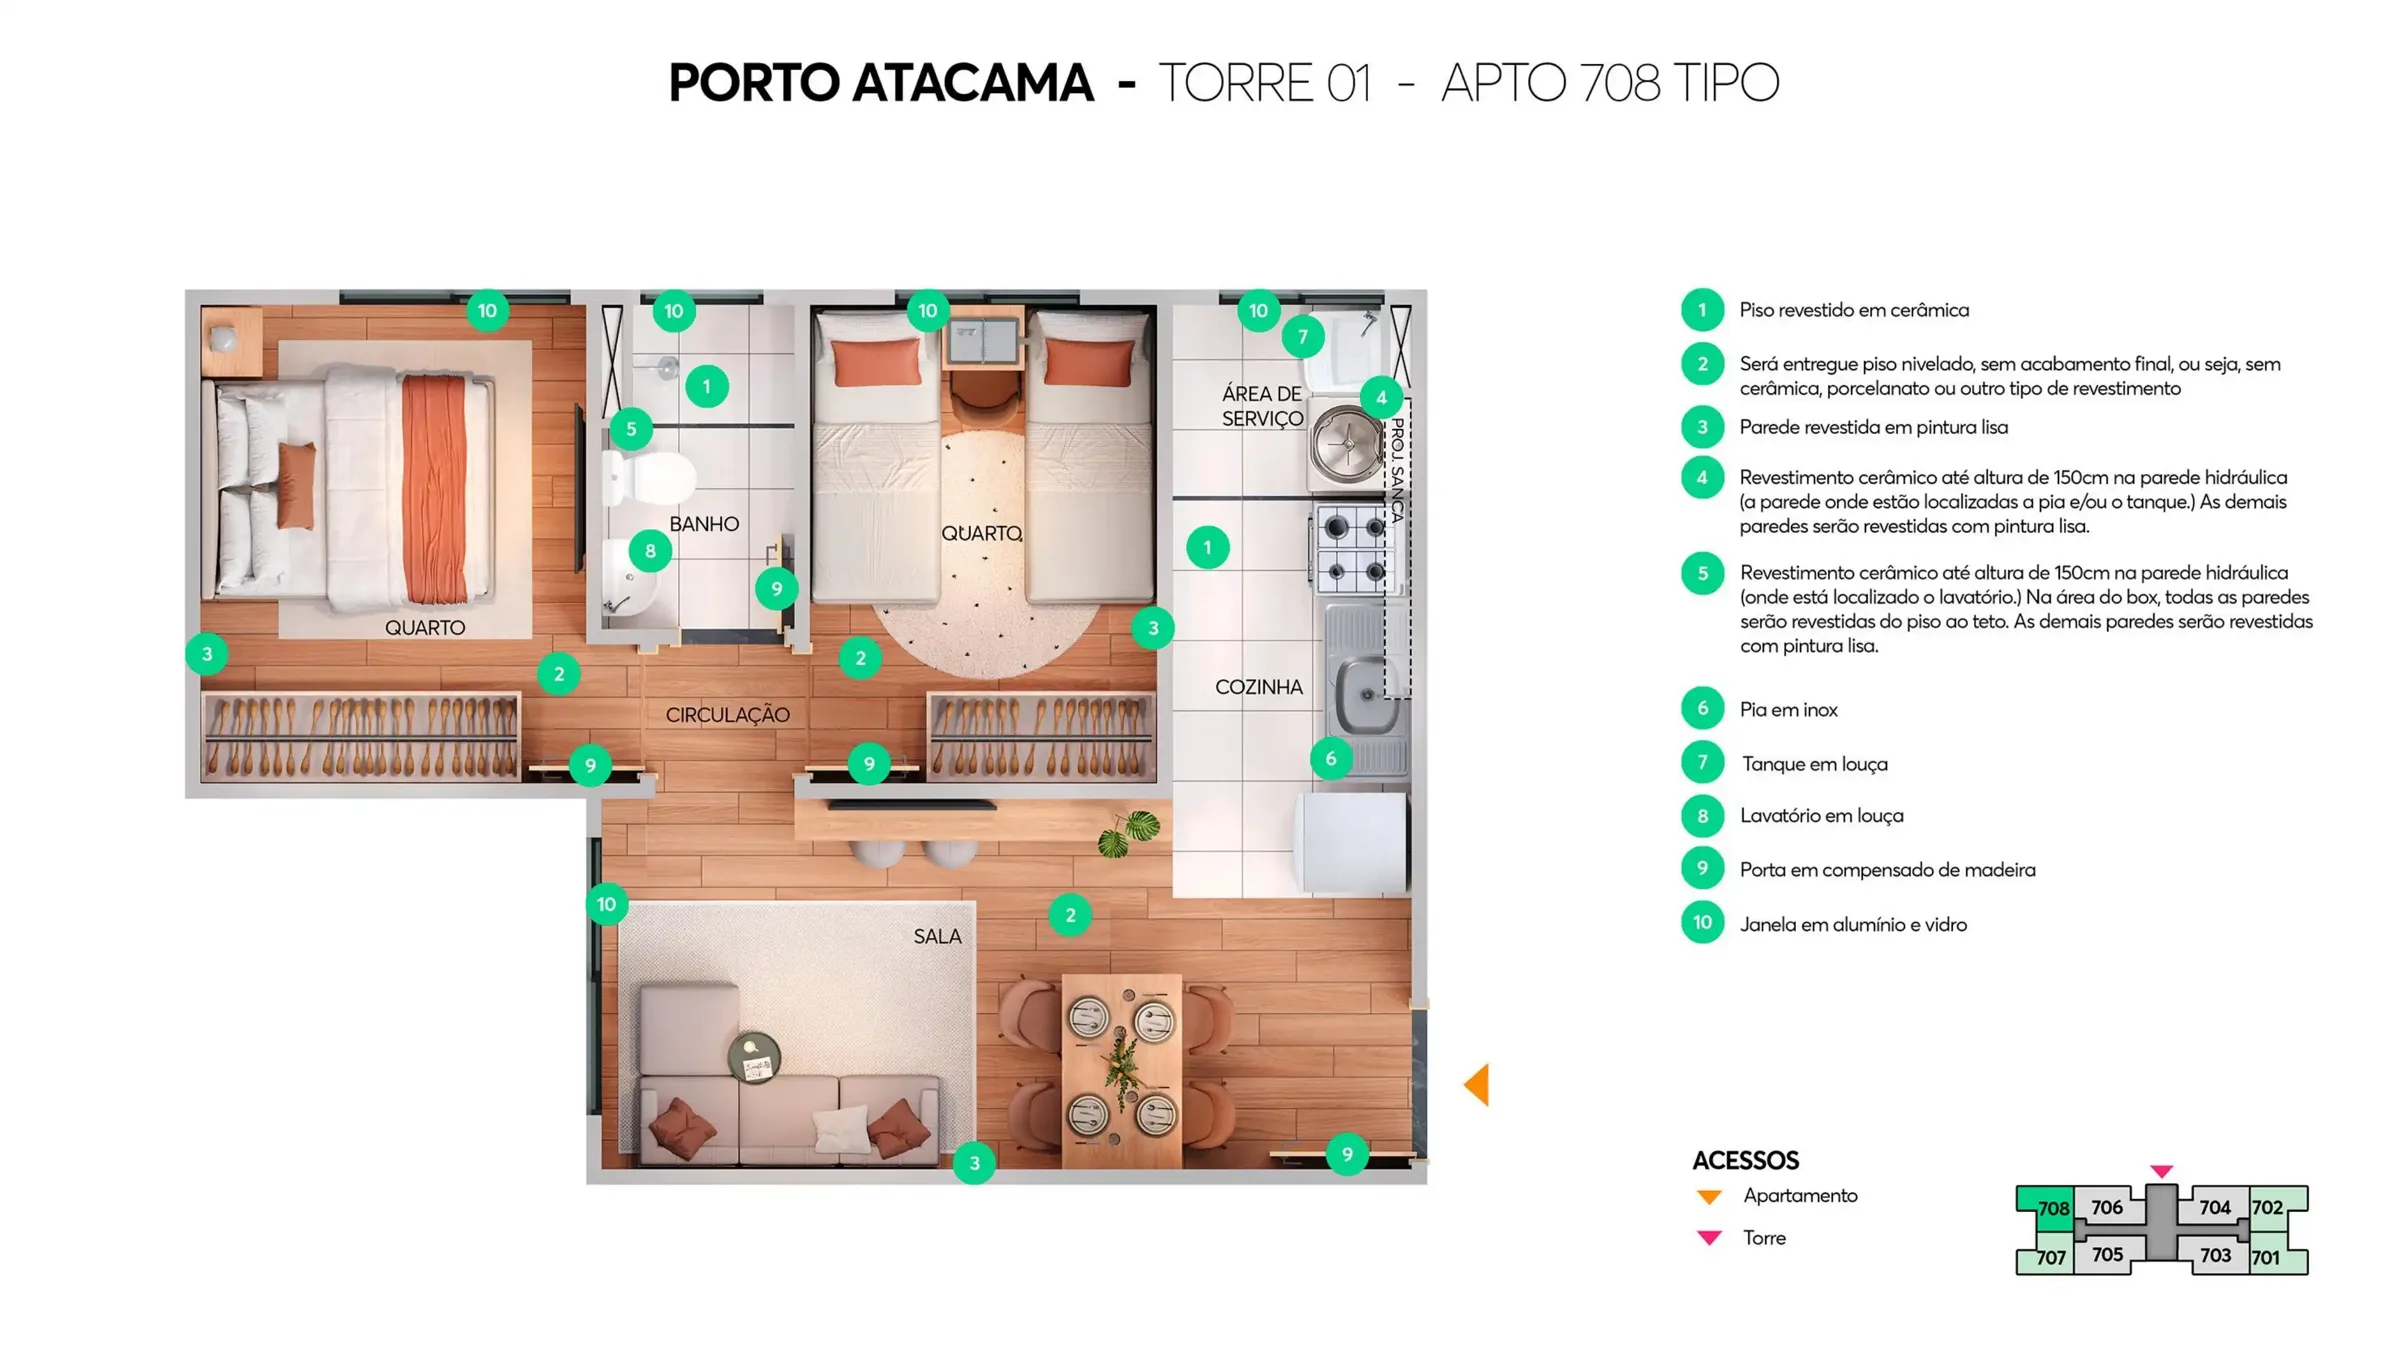 PORTO ATACAMA - TORRE 01 - APTO 708 TIPO
10
10
10
10
7
1
5
4
ÁREA DE
SERVIÇO
PROJ. SANCA
BANHO
QUARTO
8
1
9
QUARTO
3
3
2
2
CIRCULAÇÃO
COZINHA
9
9
6
10
2
SALA
3
9
1 Piso revestido em cerâmica
2 Será entregue piso nivelado, sem acabamento final, ou seja, sem
cerâmica, porcelanato ou outro tipo de revestimento
3 Parede revestida em pintura lisa
4 Revestimento cerâmico até altura de 150cm na parede hidráulica
(a parede onde estão localizadas a pia e/ou o tanque.) As demais
paredes serão revestidas com pintura lisa.
5 Revestimento cerâmico até altura de 150cm na parede hidráulica
(onde está localizado o lavatório.) Na área do box, todas as paredes
serão revestidas do piso ao teto. As demais paredes serão revestidas
com pintura lisa.
6 Pia em inox
7 Tanque em louça
8 Lavatório em louça
9 Porta em compensado de madeira
10 Janela em alumínio e vidro
ACESSOS
Apartamento
Torre
708 706 704 702
707 705 703 701